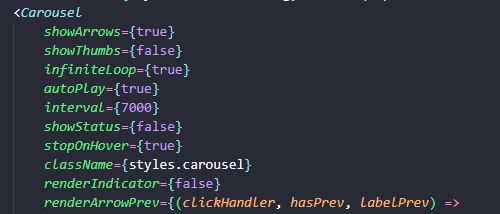 <Carousel
showArrows={true}
showThumbs={false}
infiniteLoop={true}
autoPlay={true}
interval={7000}
showStatus={false}
stopOnHover={true}
className={styles.carousel}
renderIndicator={false}
renderArrowPrev={(clickHandler, hasPrev, labelPrev) =>